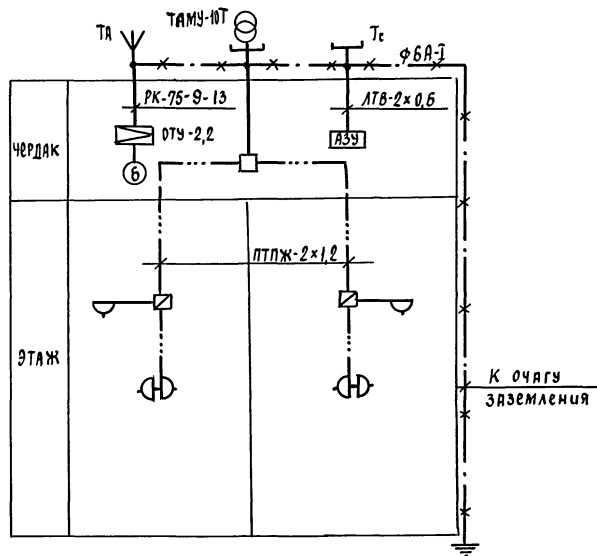 ТАМУ-10Т
ТА
Тс
ФБА-I
РК-75-9-13
ЛТВ-2×0,6
ЧЕРДАК
ОТУ-2,2
АЗУ
6
ПТПЖ-2×1,2
ЭТАЖ
К ОЧАГУ
ЗАЗЕМЛЕНИЯ